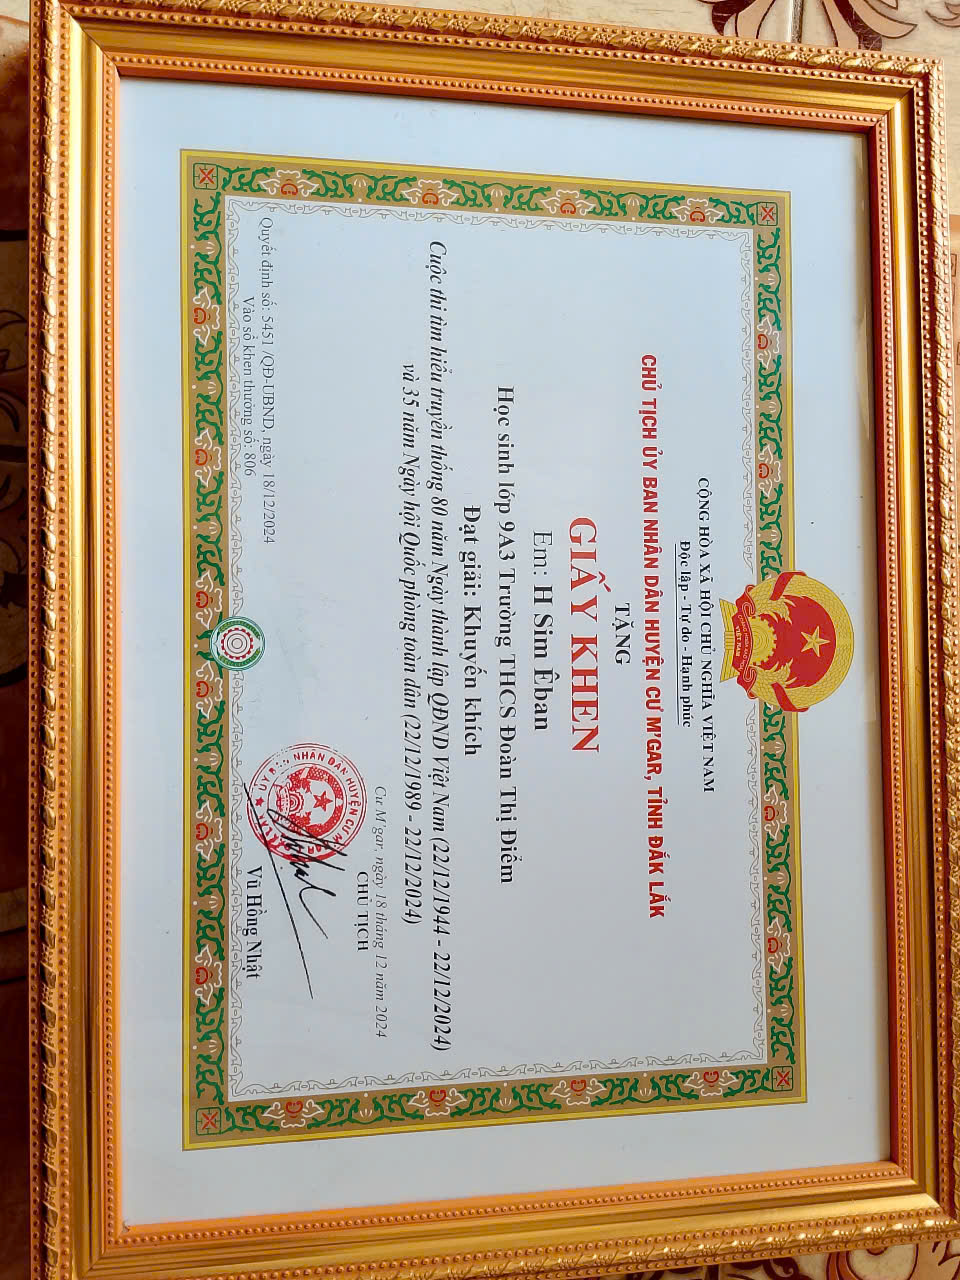 CỘNG HÒA XÃ HỘI CHỦ NGHĨA VIỆT NAM
Độc lập - Tự do - Hạnh phúc
CHỦ TỊCH ỦY BAN NHÂN DÂN HUYỆN CƯ M'GAR, TỈNH ĐẮK LẮK
TẶNG
GIẤY KHEN
Em: H Sim Êban
Học sinh lớp 9A3 Trường THCS Đoàn Thị Điểm
Đạt giải: Khuyến khích
Cuộc thi tìm hiểu truyền thống 80 năm Ngày thành lập QĐND Việt Nam (22/12/1944 - 22/12/2024)
và 35 năm Ngày hội Quốc phòng toàn dân (22/12/1989 - 22/12/2024)
Cư M'gar, ngày 18 tháng 12 năm 2024
CHỦ TỊCH
Vũ Hồng Nhật
Quyết định số: 5451 /QĐ-UBND, ngày 18/12/2024
Vào sổ khen thưởng số: 806